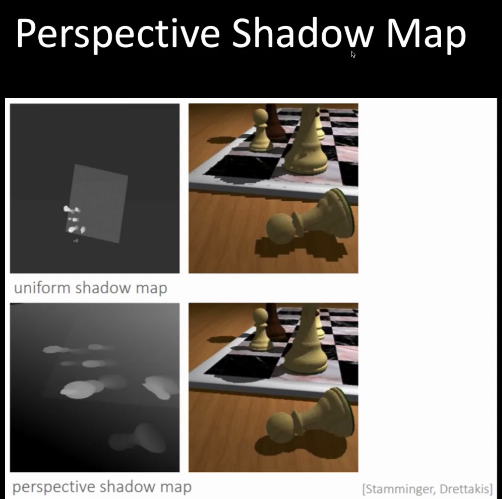 Perspective Shadow Map
uniform shadow map
perspective shadow map
[Stamminger, Drettakis]